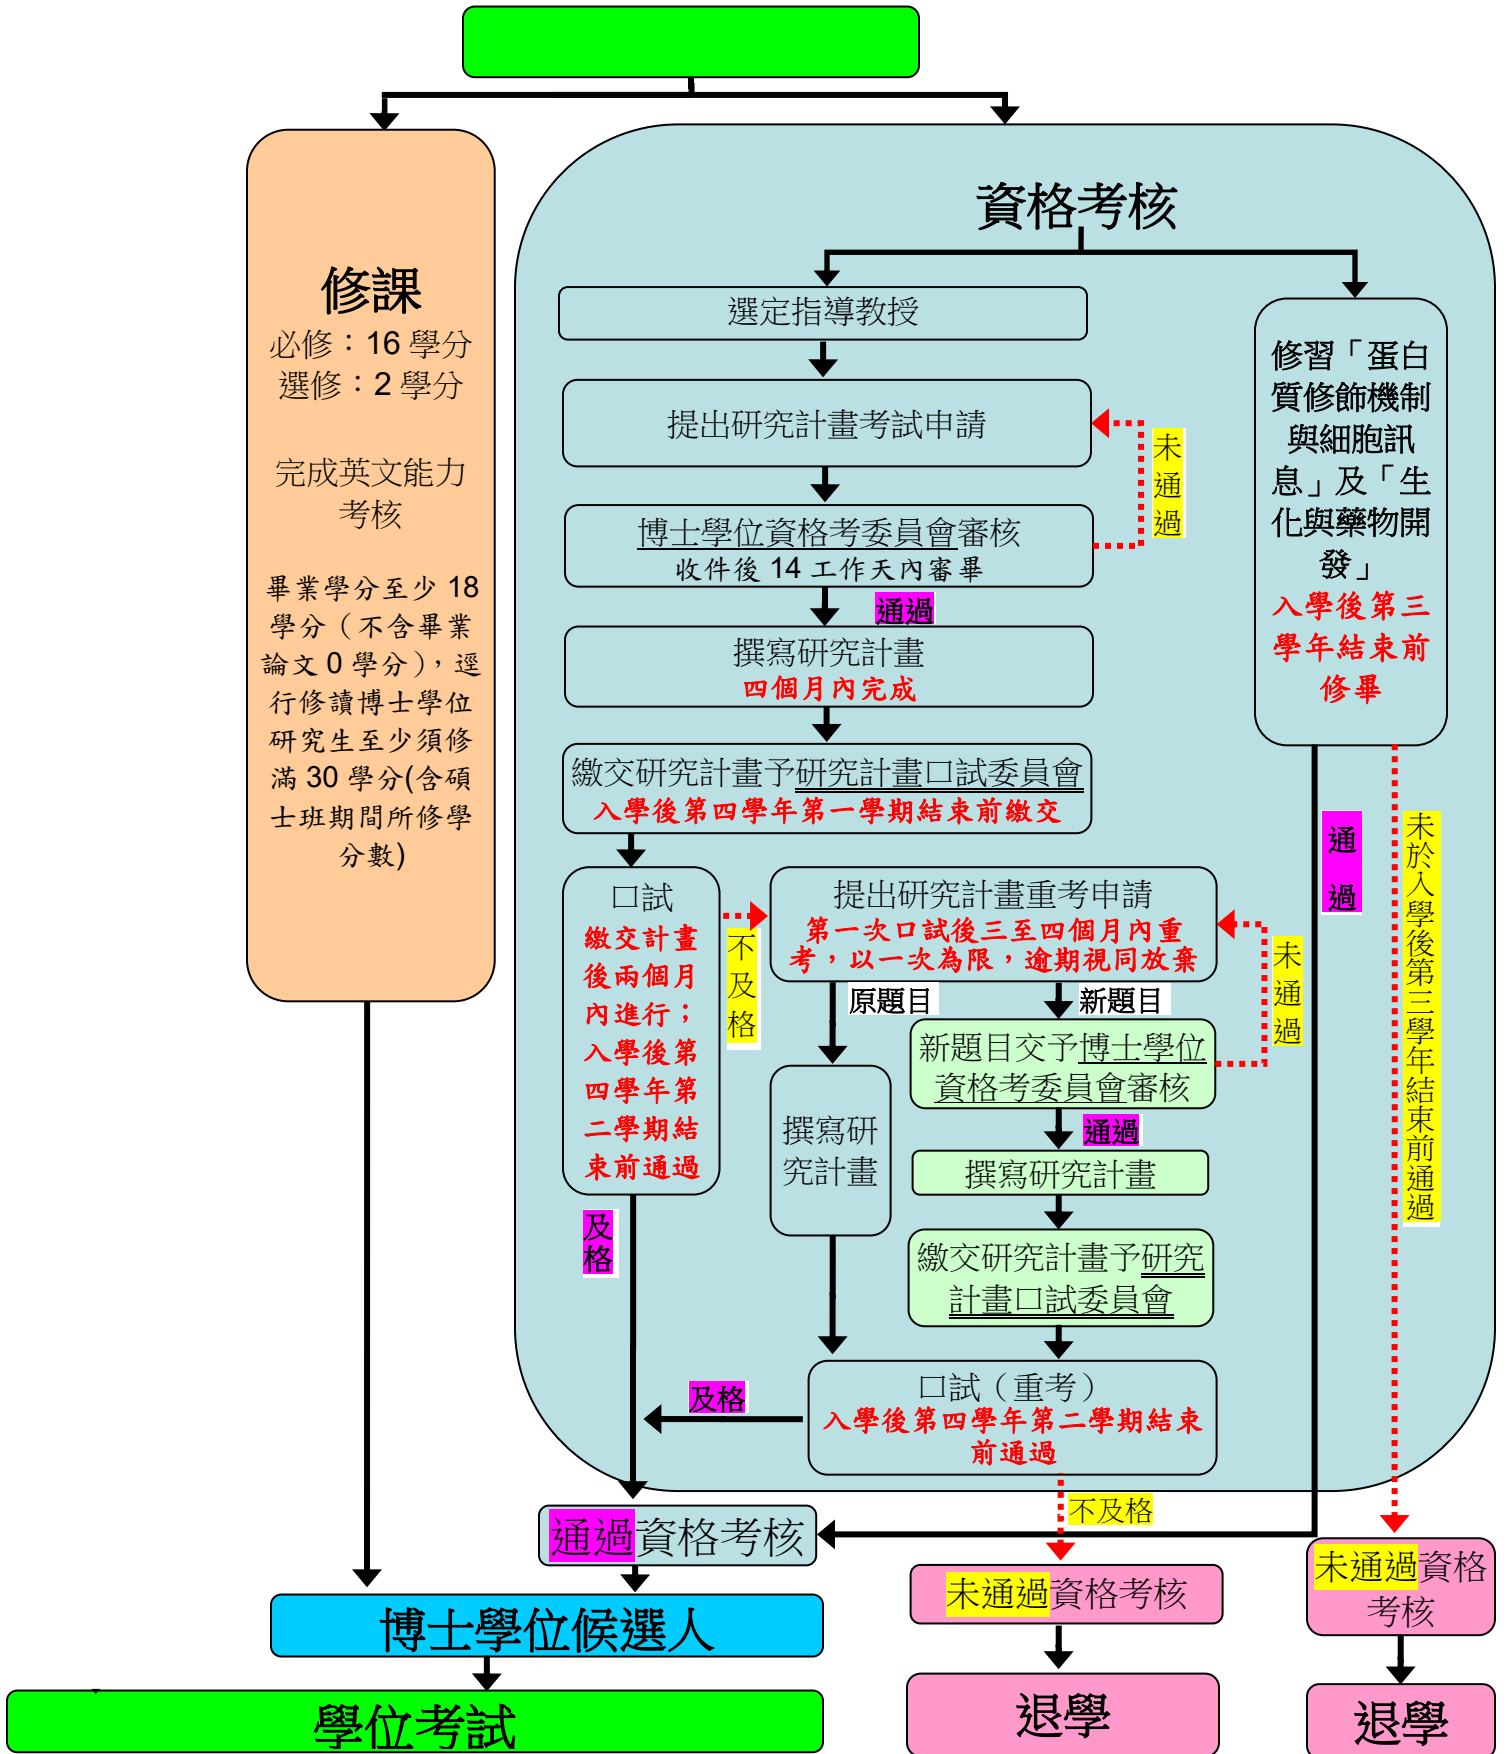 修課
必修：16 學分
選修：2 學分
完成英文能力
考核
畢業學分至少 18
學分（不含畢業
論文 0 學分），逕
行修讀博士學位
研究生至少須修
滿 30 學分(含碩
士班期間所修學
分數)
資格考核
選定指導教授
提出研究計畫考試申請
未通過
博士學位資格考委員會審核
收件後 14 工作天內審畢
通過
撰寫研究計畫
四個月內完成
繳交研究計畫予研究計畫口試委員會
入學後第四學年第一學期結束前繳交
口試
繳交計畫
後兩個月
內進行；
入學後第
四學年第
二學期結
束前通過
不及格
及格
提出研究計畫重考申請
第一次口試後三至四個月內重
考，以一次為限，逾期視同放棄
原題目
新題目
未通過
新題目交予博士學位
資格考委員會審核
撰寫研
究計畫
通過
撰寫研究計畫
繳交研究計畫予研究
計畫口試委員會
口試（重考）
入學後第四學年第二學期結束
前通過
及格
不及格
修習「蛋白
質修飾機制
與細胞訊
息」及「生
化與藥物開
發」
入學後第三
學年結束前
修畢
通過
未於入學後第三學年結束前通過
通過資格考核
未通過資格考核
未通過資格
考核
博士學位候選人
學位考試
退學
退學